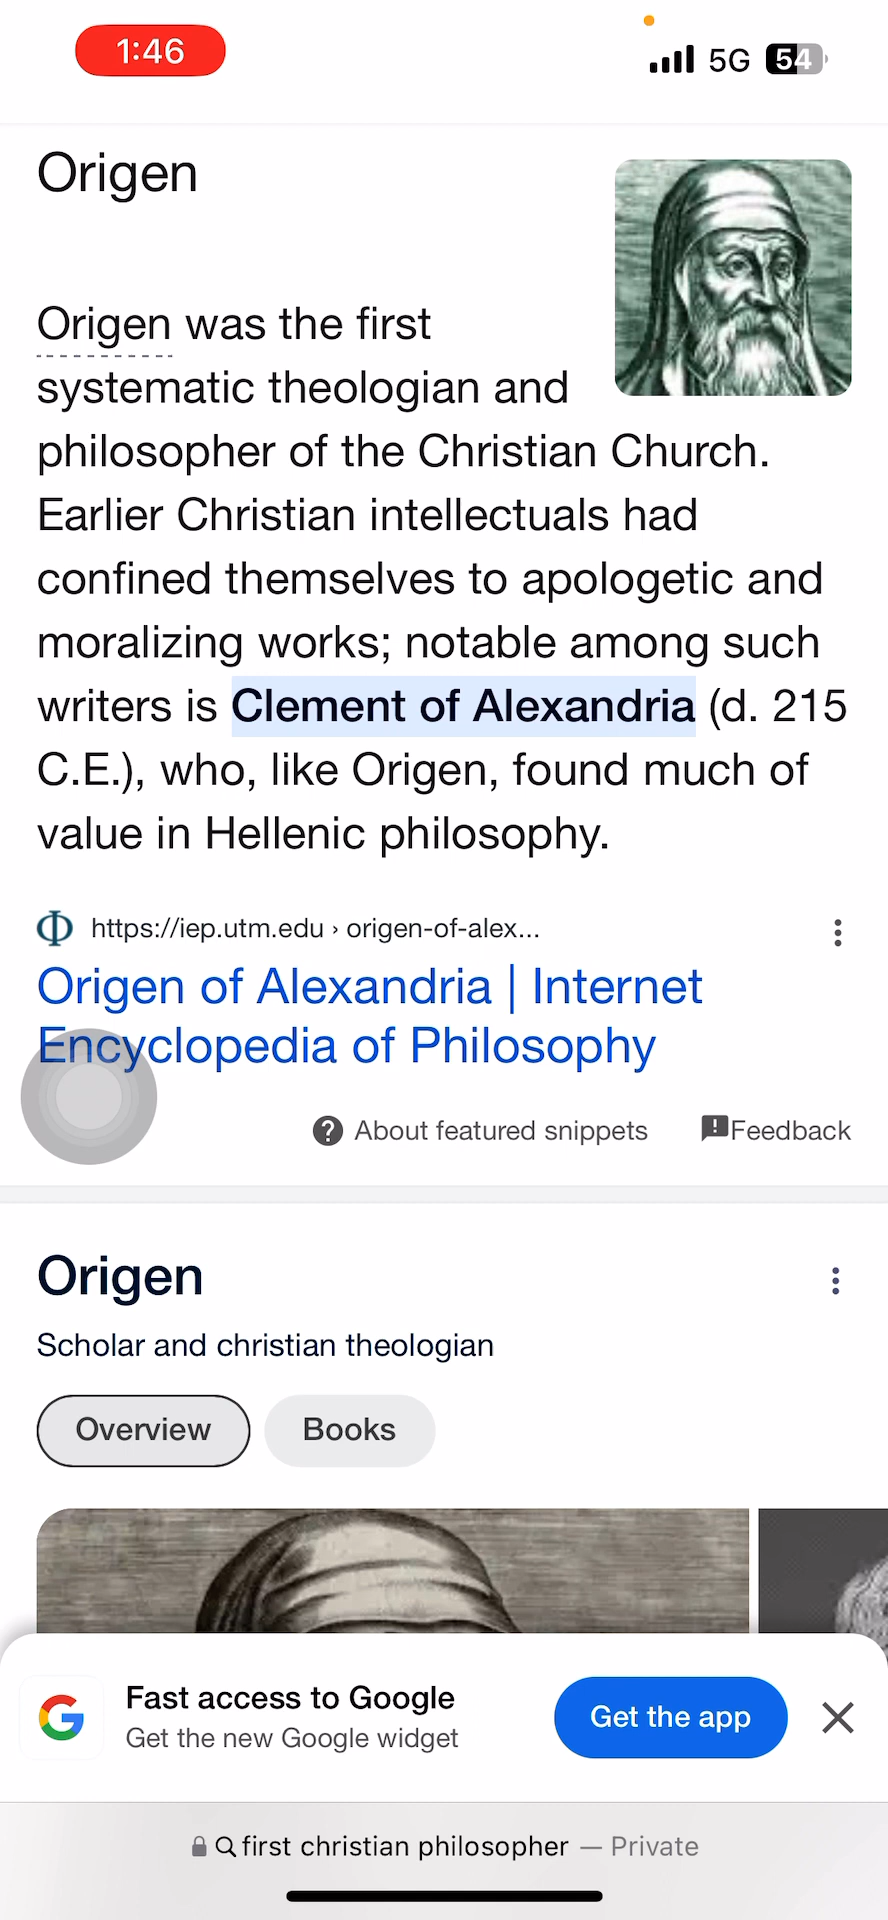 1:46
5G 54
Origen
Origen was the first
systematic theologian and
philosopher of the Christian Church.
Earlier Christian intellectuals had
confined themselves to apologetic and
moralizing works; notable among such
writers is Clement of Alexandria (d. 215
C.E.), who, like Origen, found much of
value in Hellenic philosophy.
https://iep.utm.edu › origen-of-alex...
Origen of Alexandria | Internet
Encyclopedia of Philosophy
About featured snippets
Feedback
Origen
Scholar and christian theologian
Overview
Books
Fast access to Google
Get the new Google widget
Get the app
first christian philosopher — Private